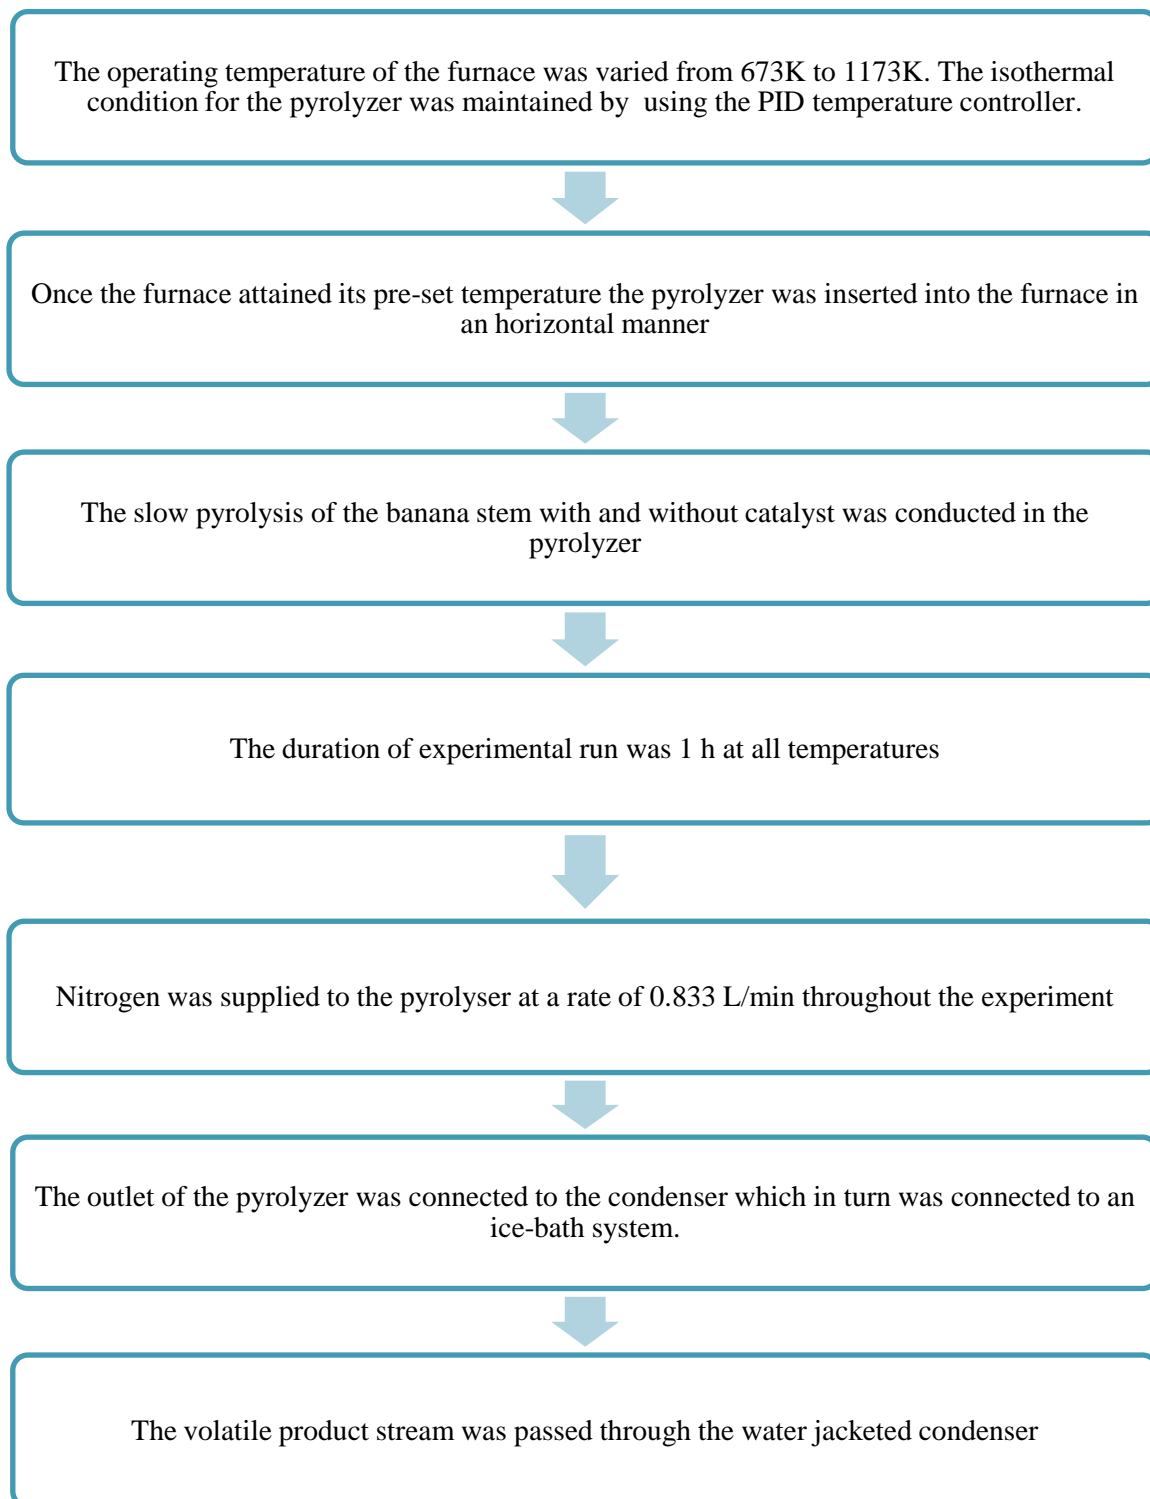 The operating temperature of the furnace was varied from 673K to 1173K. The isothermal
condition for the pyrolyzer was maintained by  using the PID temperature controller.
Once the furnace attained its pre-set temperature the pyrolyzer was inserted into the furnace in
an horizontal manner
The slow pyrolysis of the banana stem with and without catalyst was conducted in the
pyrolyzer
The duration of experimental run was 1 h at all temperatures
Nitrogen was supplied to the pyrolyser at a rate of 0.833 L/min throughout the experiment
The outlet of the pyrolyzer was connected to the condenser which in turn was connected to an
ice-bath system.
The volatile product stream was passed through the water jacketed condenser